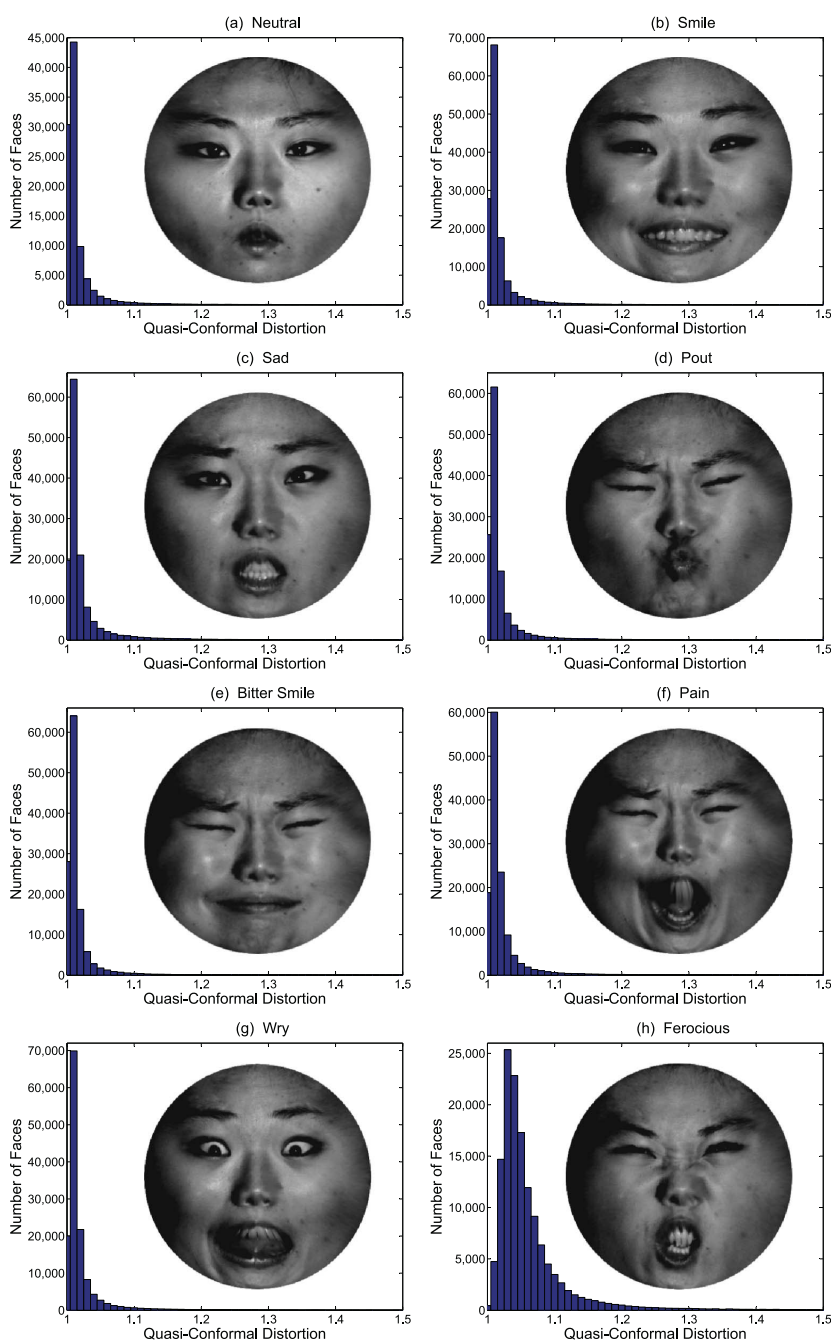 (a) Neutral
45,000
40,000
35,000
30,000
25,000
20,000
15,000
10,000
5,000
0
Number of Faces
1 1.1 1.2 1.3 1.4 1.5
Quasi-Conformal Distortion
(b) Smile
70,000
60,000
50,000
40,000
30,000
20,000
10,000
0
Number of Faces
1 1.1 1.2 1.3 1.4 1.5
Quasi-Conformal Distortion
(c) Sad
60,000
50,000
40,000
30,000
20,000
10,000
0
Number of Faces
1 1.1 1.2 1.3 1.4 1.5
Quasi-Conformal Distortion
(d) Pout
60,000
50,000
40,000
30,000
20,000
10,000
0
Number of Faces
1 1.1 1.2 1.3 1.4 1.5
Quasi-Conformal Distortion
(e) Bitter Smile
60,000
50,000
40,000
30,000
20,000
10,000
0
Number of Faces
1 1.1 1.2 1.3 1.4 1.5
Quasi-Conformal Distortion
(f) Pain
60,000
50,000
40,000
30,000
20,000
10,000
0
Number of Faces
1 1.1 1.2 1.3 1.4 1.5
Quasi-Conformal Distortion
(g) Wry
70,000
60,000
50,000
40,000
30,000
20,000
10,000
0
Number of Faces
1 1.1 1.2 1.3 1.4 1.5
Quasi-Conformal Distortion
(h) Ferocious
25,000
20,000
15,000
10,000
5,000
0
Number of Faces
1 1.1 1.2 1.3 1.4 1.5
Quasi-Conformal Distortion